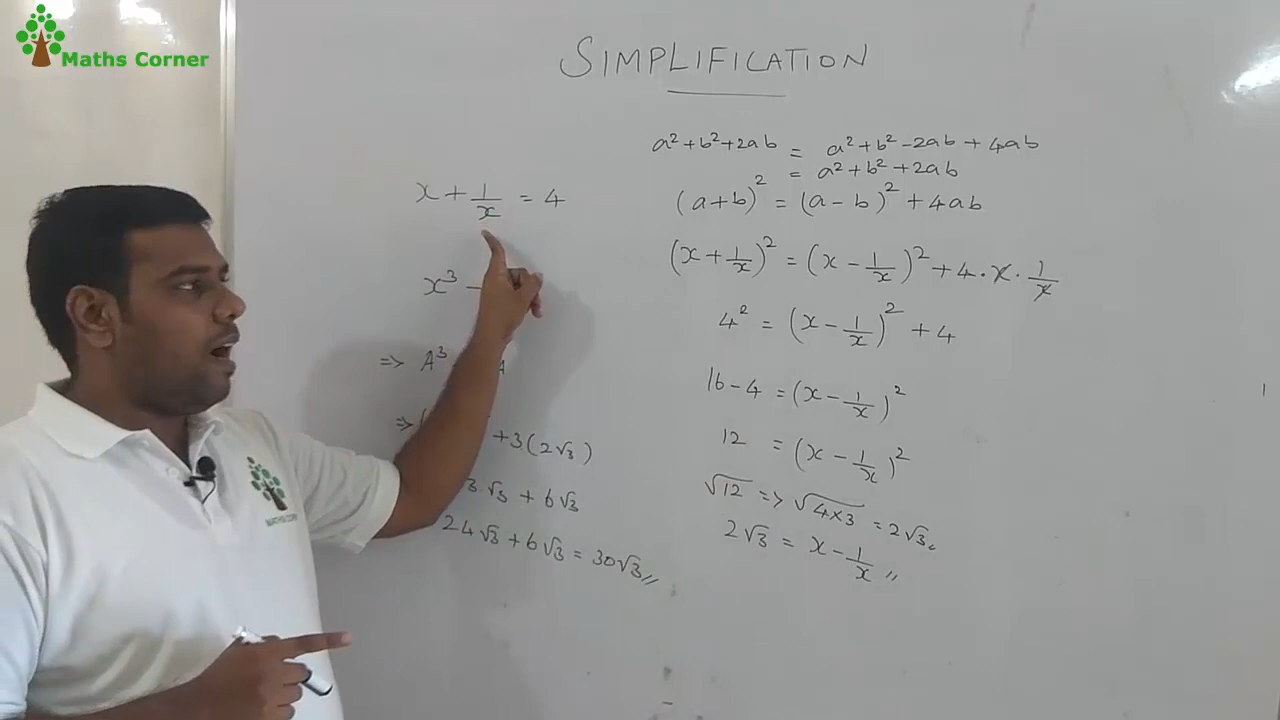 Maths Corner
SIMPLIFICATION
x + 1/x = 4
x³ -
=> A³ A
=> ( + 3(2√3)
3.√3 + 6√3
24√3 + 6√3 = 30√3 //
a² + b² + 2ab = a² + b² - 2ab + 4ab
= a² + b² + 2ab
(a + b)² = (a - b)² + 4ab
(x + 1/x)² = (x - 1/x)² + 4 . x . 1/x
4² = (x - 1/x)² + 4
16 - 4 = (x - 1/x)²
12 = (x - 1/x)²
√12 => √4×3 = 2√3 //
2√3 = x - 1/x //
MATHS CORNER